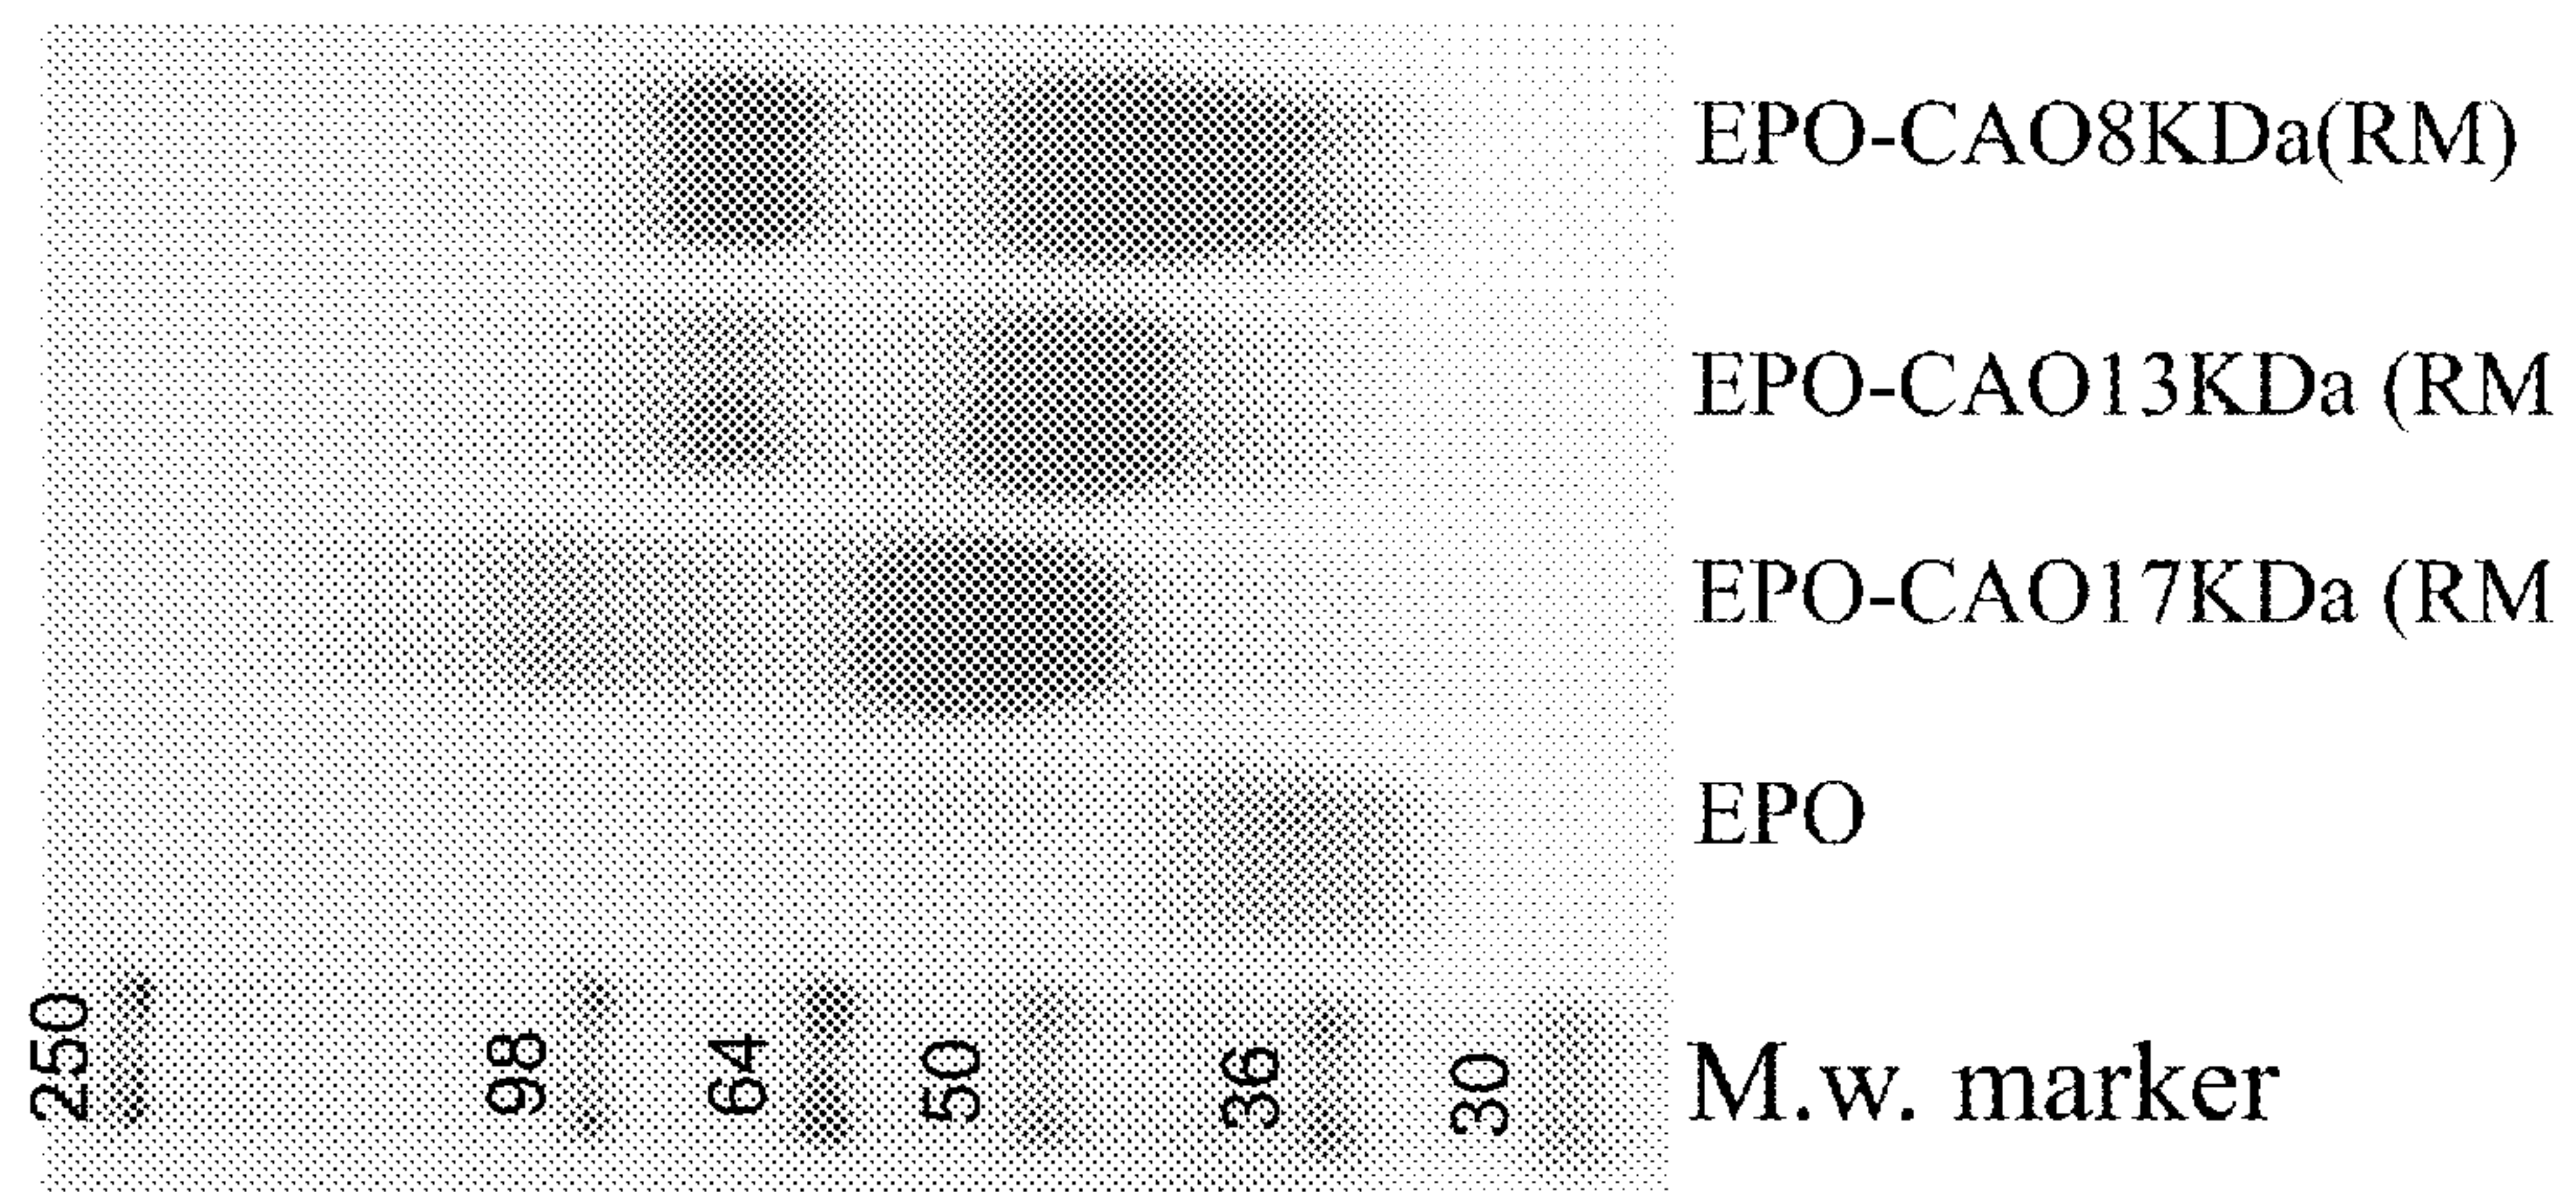 EPO-CAO8KDa(RM)
EPO-CAO13KDa (RM
EPO-CAO17KDa (RM
EPO
250 98 64 50 36 30 M.w. marker